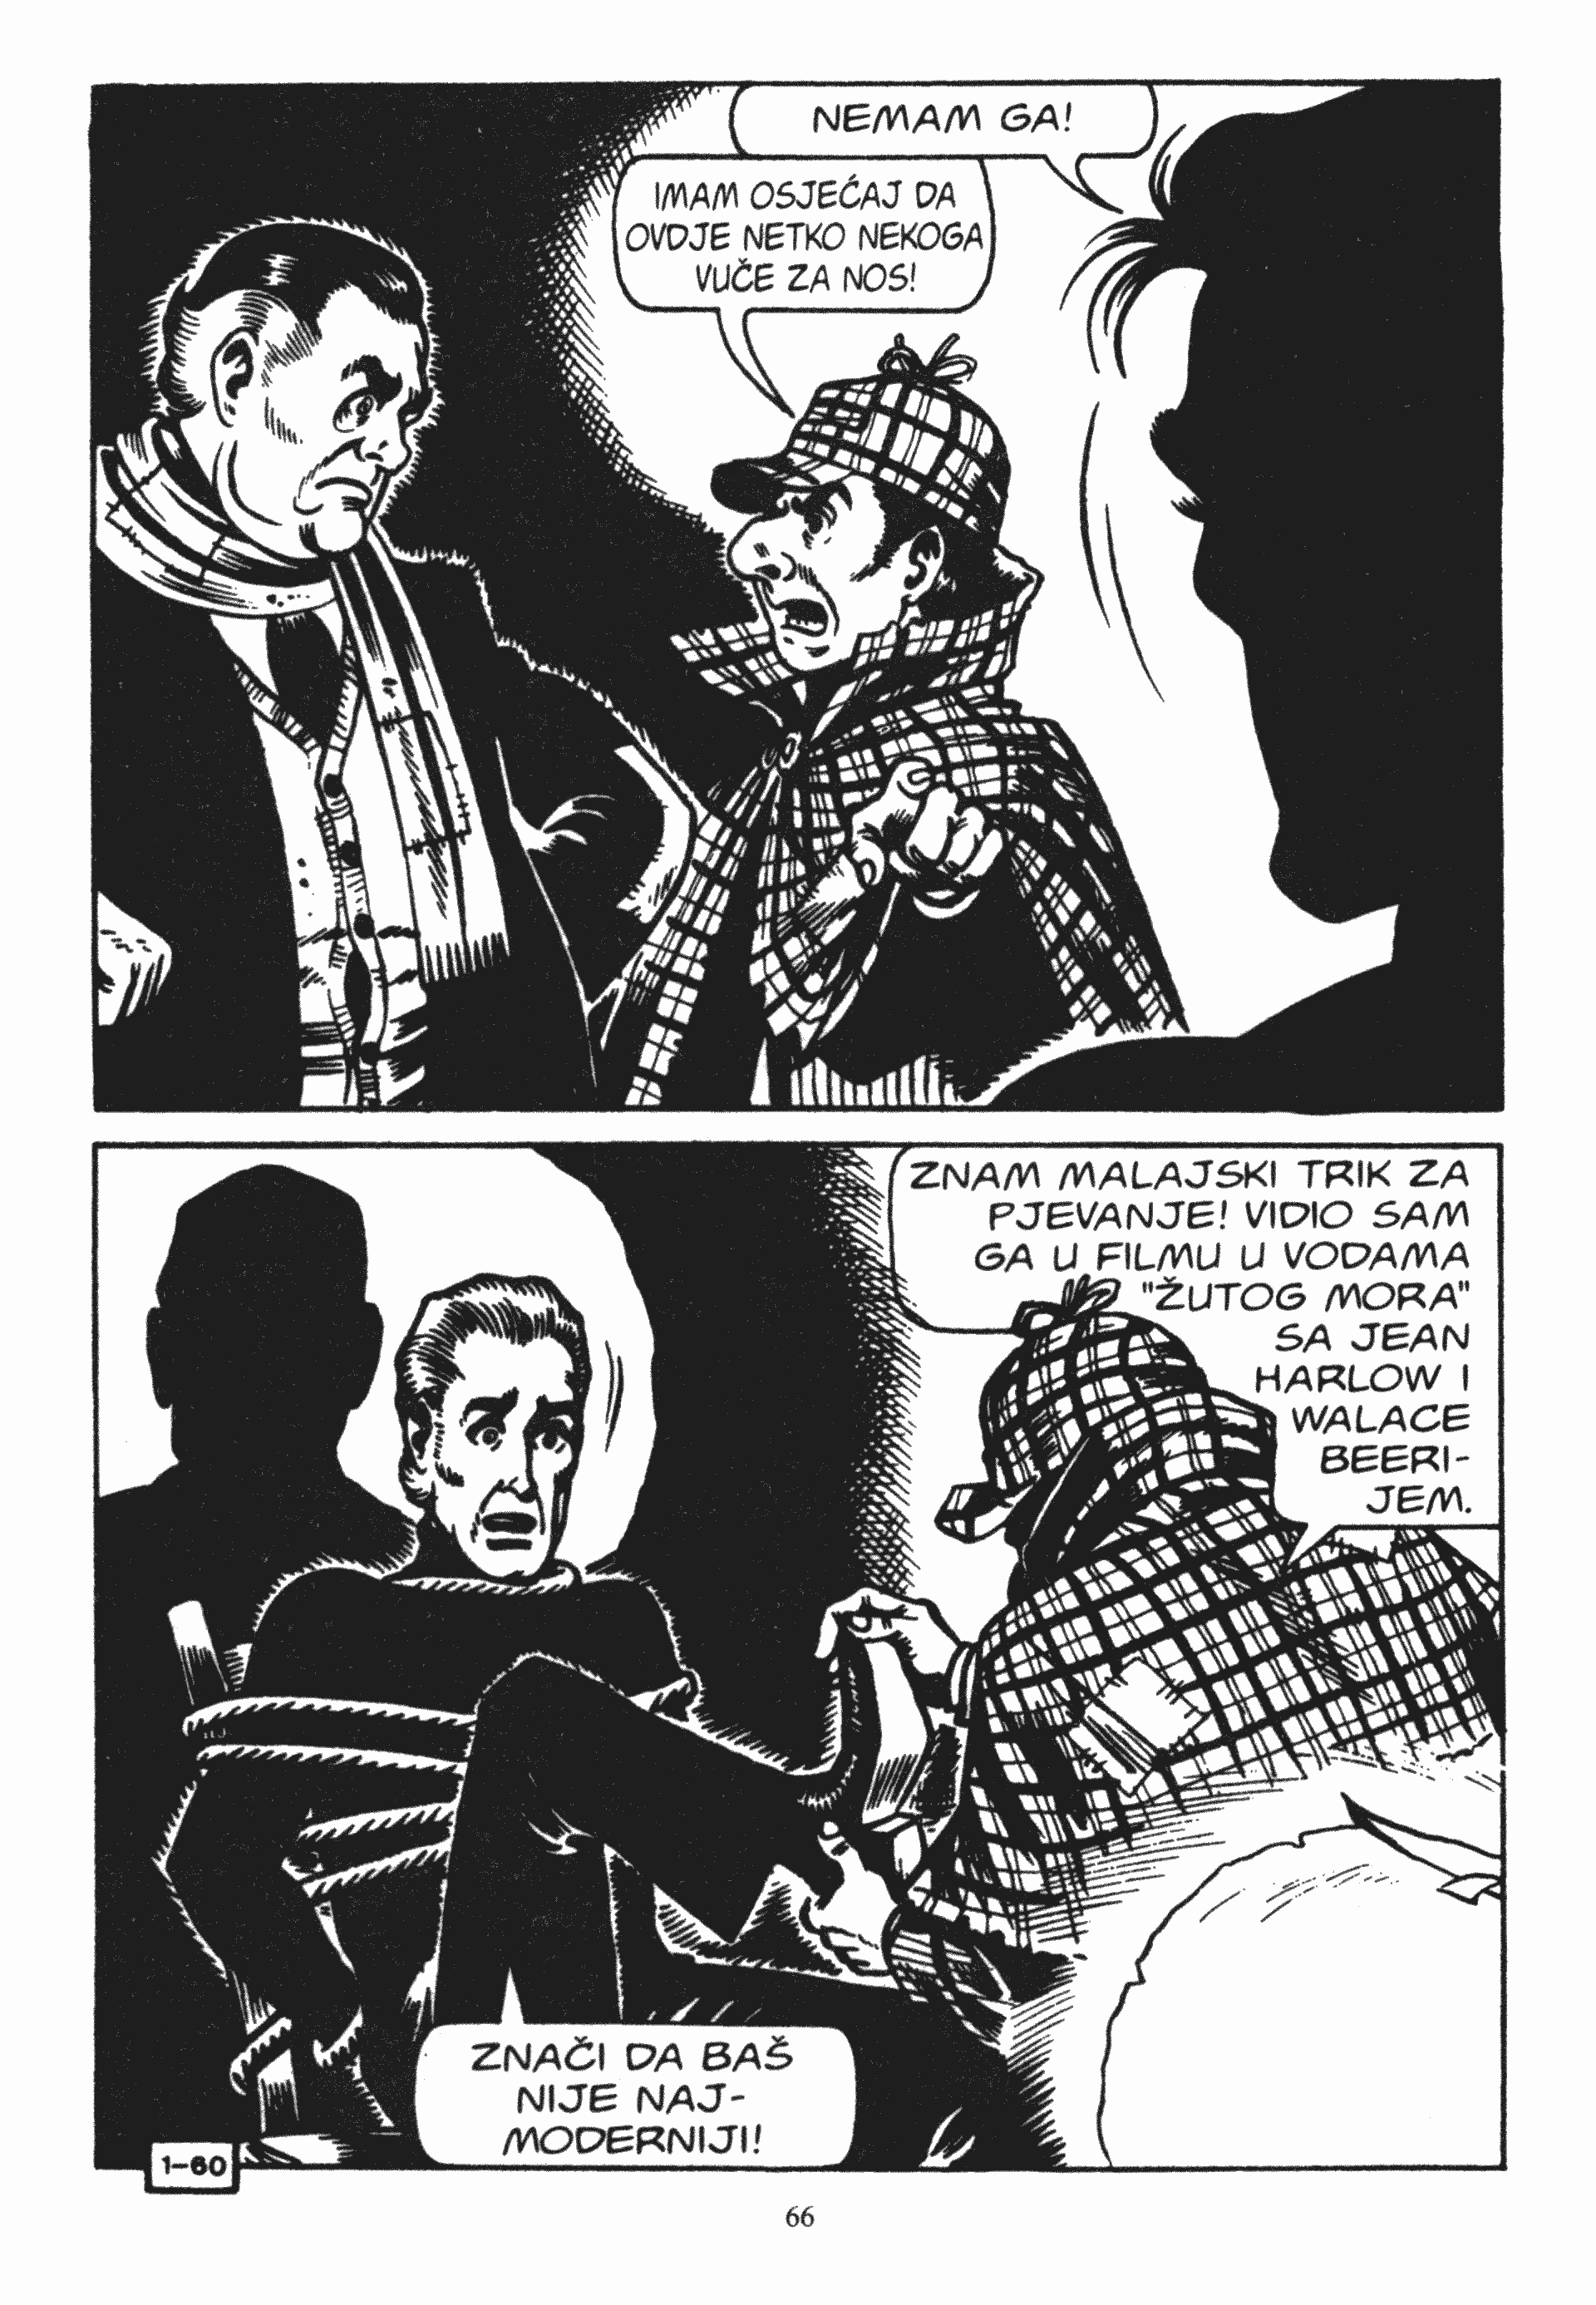 NEMAM GA!
IMAM OSJEĆAJ DA
OVDJE NETKO NEKOGA
VUČE ZA NOS!
ZNAM MALAJSKI TRIK ZA
PJEVANJE! VIDIO SAM
GA U FILMU U VODAMA
"ŽUTOG MORA"
SA JEAN
HARLOW I
WALACE
BEERI-
JEM.
ZNAČI DA BAŠ
NIJE NAJ-
MODERNIJI!
1-60
66